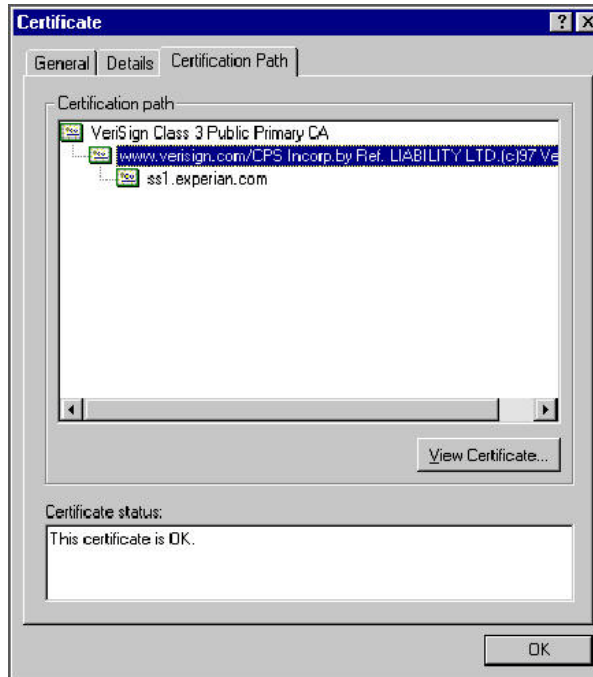 Certificate
General
Details
Certification Path
Certification path
VeriSign Class 3 Public Primary CA
www.verisign.com/CPS Incorp.by Ref. LIABILITY LTD.(c)97 Ve
ss1.experian.com
View Certificate...
Certificate status:
This certificate is OK.
OK